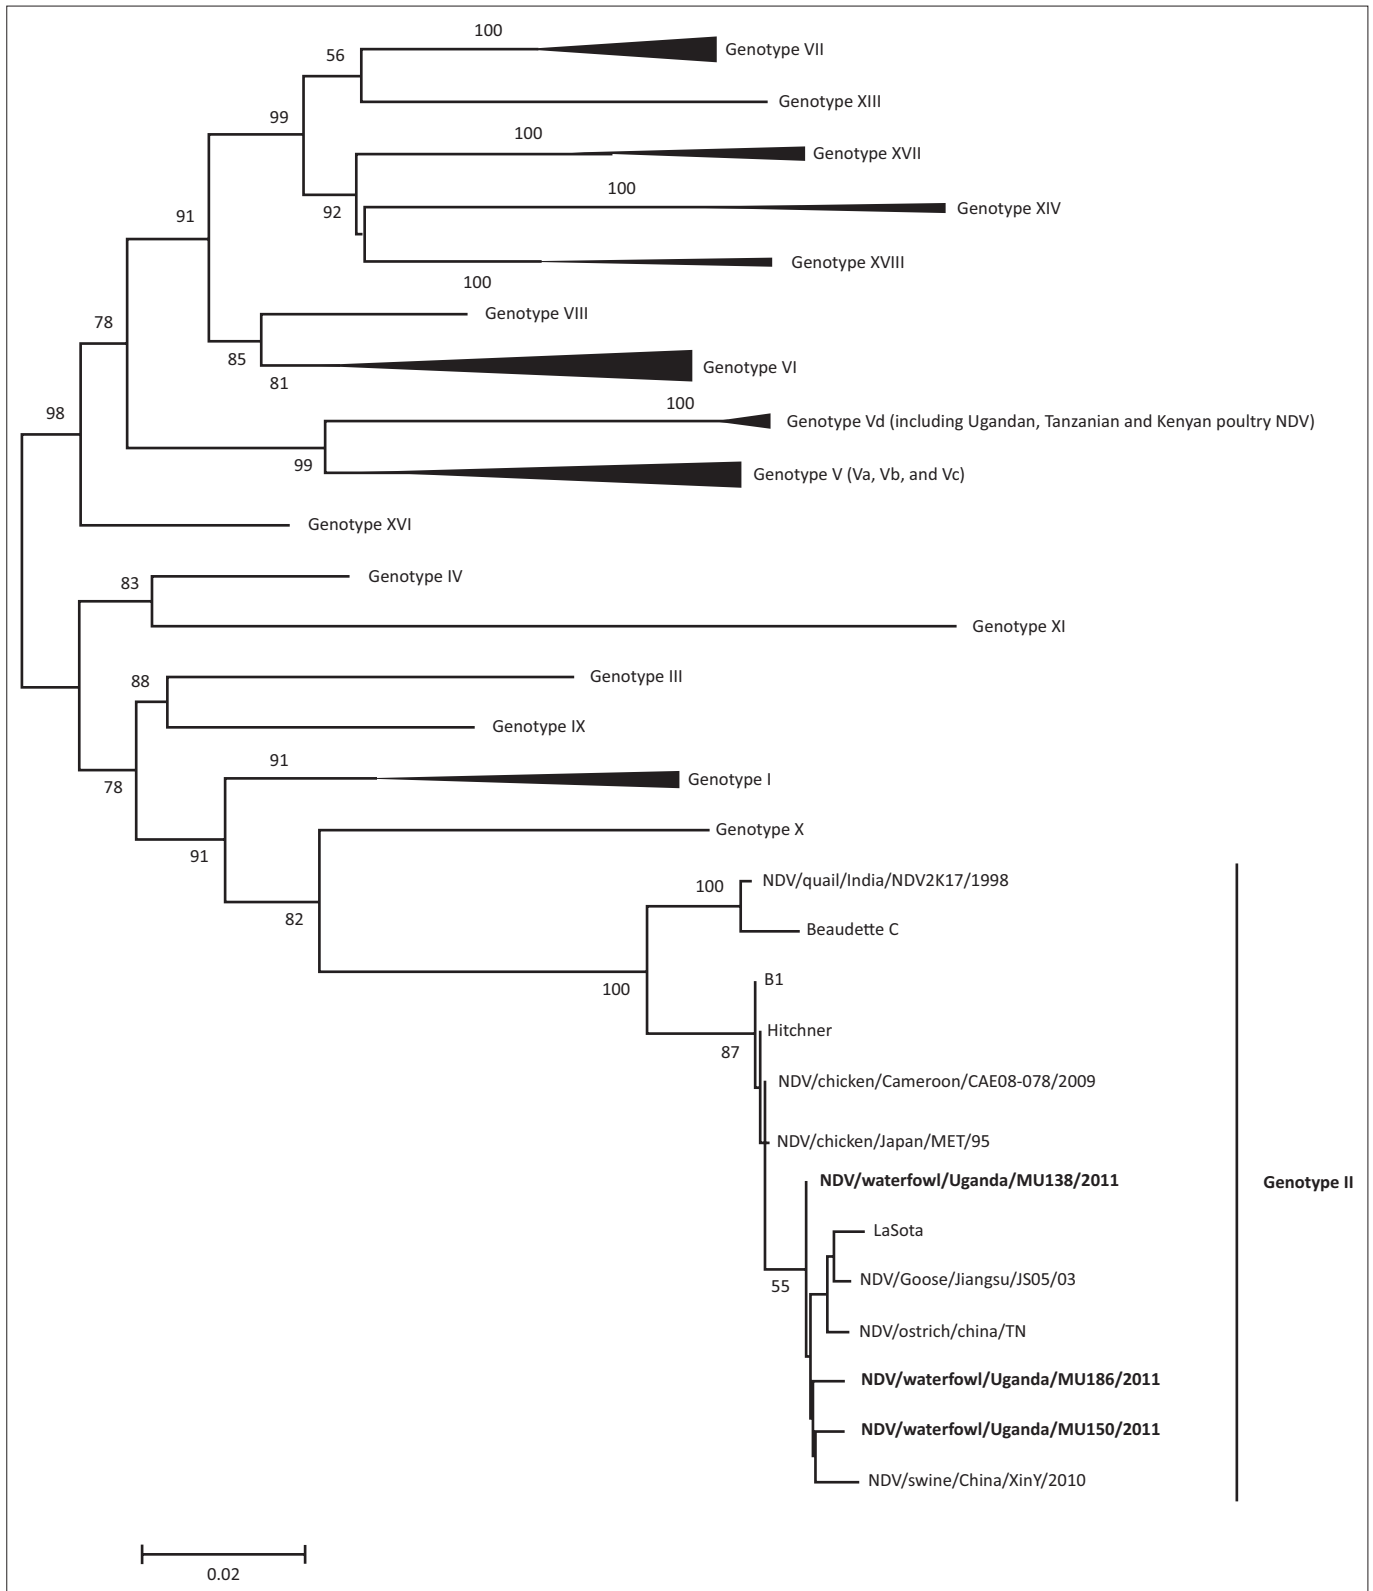 100
Genotype VII
56
Genotype XIII
99
100
Genotype XVII
100
Genotype XIV
92
91
Genotype XVIII
100
Genotype VIII
78
85
Genotype VI
81
100
Genotype Vd (including Ugandan, Tanzanian and Kenyan poultry NDV)
98
99
Genotype V (Va, Vb, and Vc)
Genotype XVI
83
Genotype IV
Genotype XI
88
Genotype III
Genotype IX
91
Genotype I
78
Genotype X
91
100
NDV/quail/India/NDV2K17/1998
82
Beaudette C
B1
100
Hitchner
87
NDV/chicken/Cameroon/CAE08-078/2009
NDV/chicken/Japan/MET/95
NDV/waterfowl/Uganda/MU138/2011
Genotype II
LaSota
55
NDV/Goose/Jiangsu/JS05/03
NDV/ostrich/china/TN
NDV/waterfowl/Uganda/MU186/2011
NDV/waterfowl/Uganda/MU150/2011
NDV/swine/China/XinY/2010
0.02